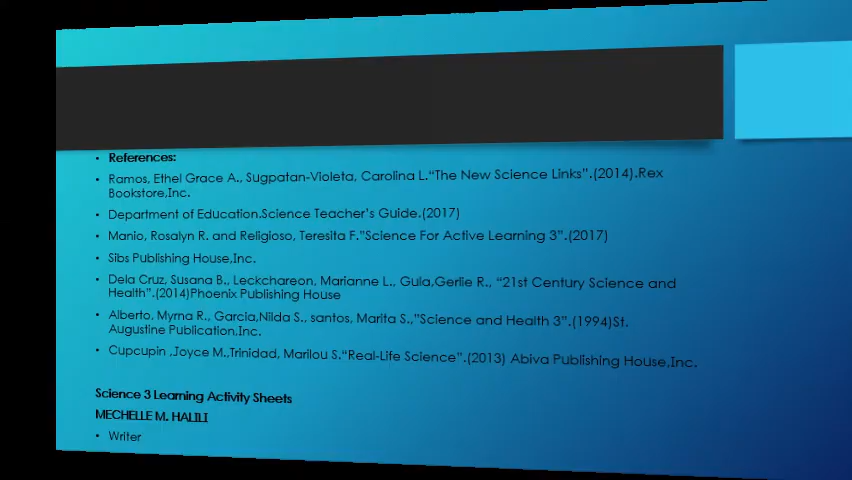 • References:
• Ramos, Ethel Grace A., Sugpatan-Violeta, Carolina L.“The New Science Links”.(2014).Rex
Bookstore,Inc.
• Department of Education.Science Teacher’s Guide.(2017)
• Manio, Rosalyn R. and Religioso, Teresita F.”Science For Active Learning 3”.(2017)
• Sibs Publishing House,Inc.
• Dela Cruz, Susana B., Leckchareon, Marianne L., Gula,Gerlie R., “21st Century Science and
Health”.(2014)Phoenix Publishing House
• Alberto, Myrna R., Garcia,Nilda S., santos, Marita S.,”Science and Health 3”.(1994)St.
Augustine Publication,Inc.
• Cupcupin ,Joyce M.,Trinidad, Marilou S.“Real-Life Science”.(2013) Abiva Publishing House,Inc.
Science 3 Learning Activity Sheets
MECHELLE M. HALILI
• Writer